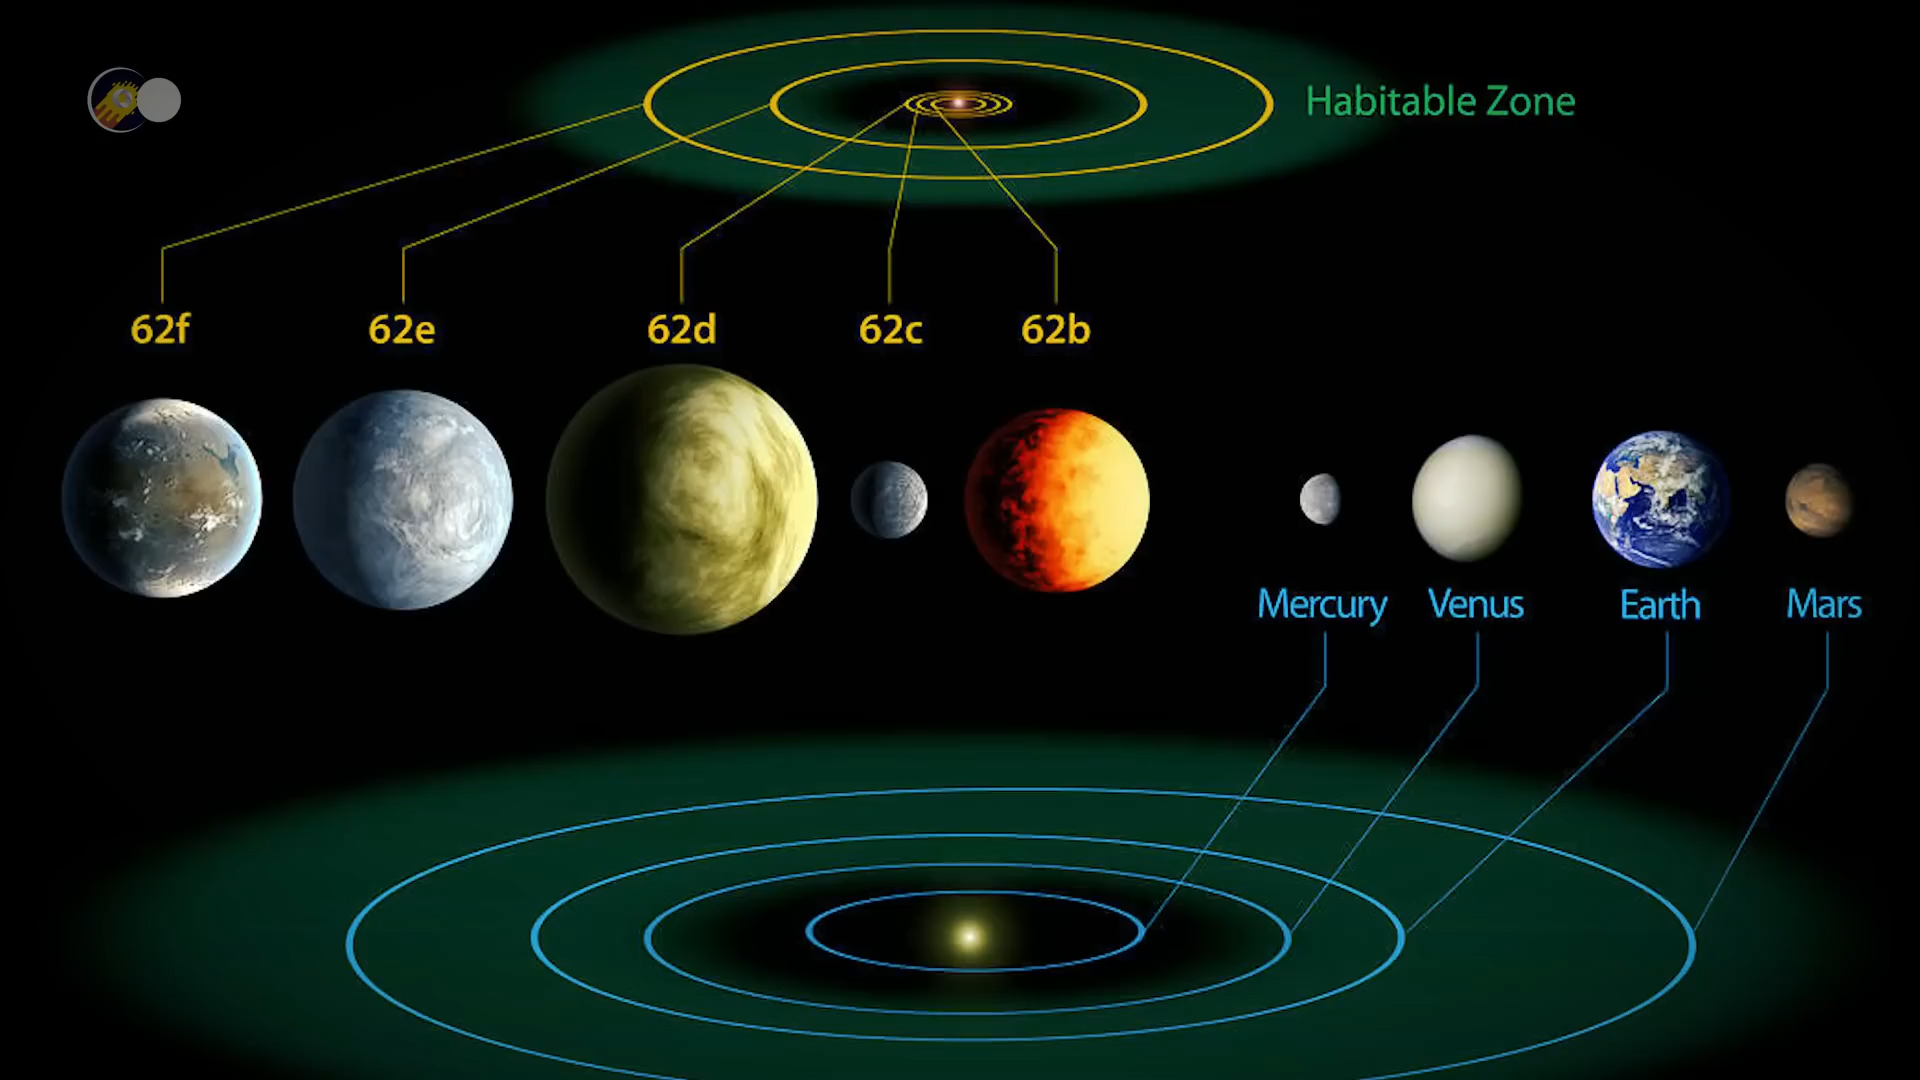 Habitable Zone
62f
62e
62d
62c
62b
Mercury
Venus
Earth
Mars